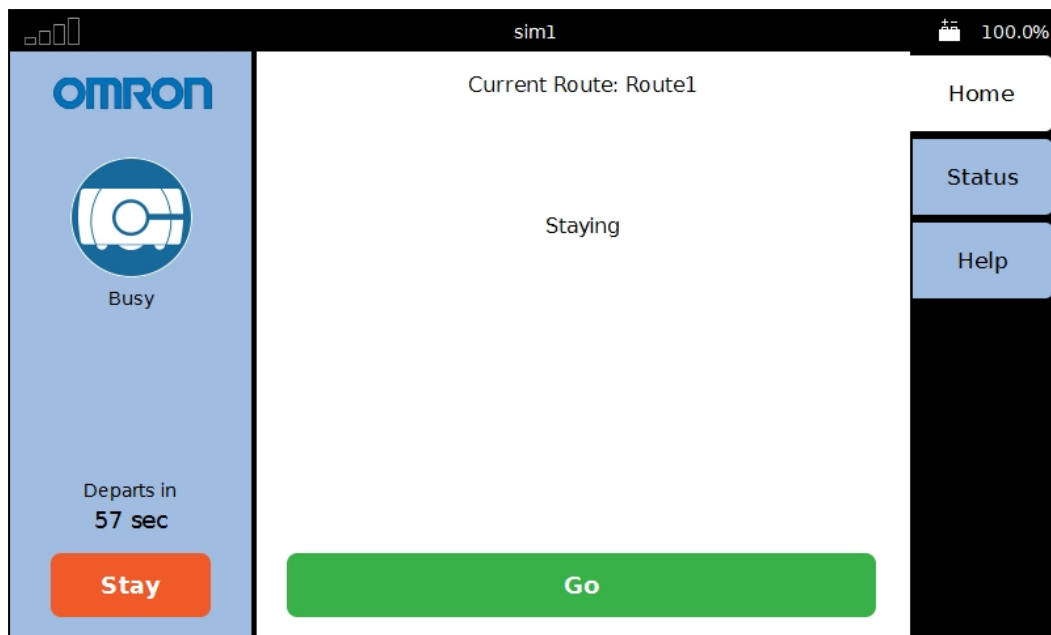 sim1
100.0%
OMRON
Busy
Departs in
57 sec
Stay
Current Route: Route1
Staying
Go
Home
Status
Help